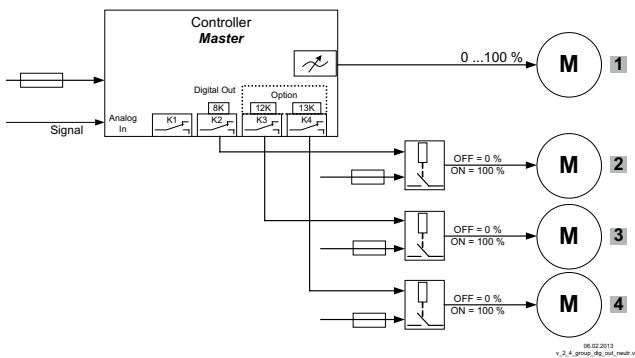 Controller
Master
0 ...100 %
M
1
Digital Out
Option
8K
12K
13K
Analog
In
K1
K2
K3
K4
Signal
OFF = 0 %
ON = 100 %
M
2
OFF = 0 %
ON = 100 %
M
3
OFF = 0 %
ON = 100 %
M
4
06.02.2013
v_2_4_group_dig_out_neutr.v